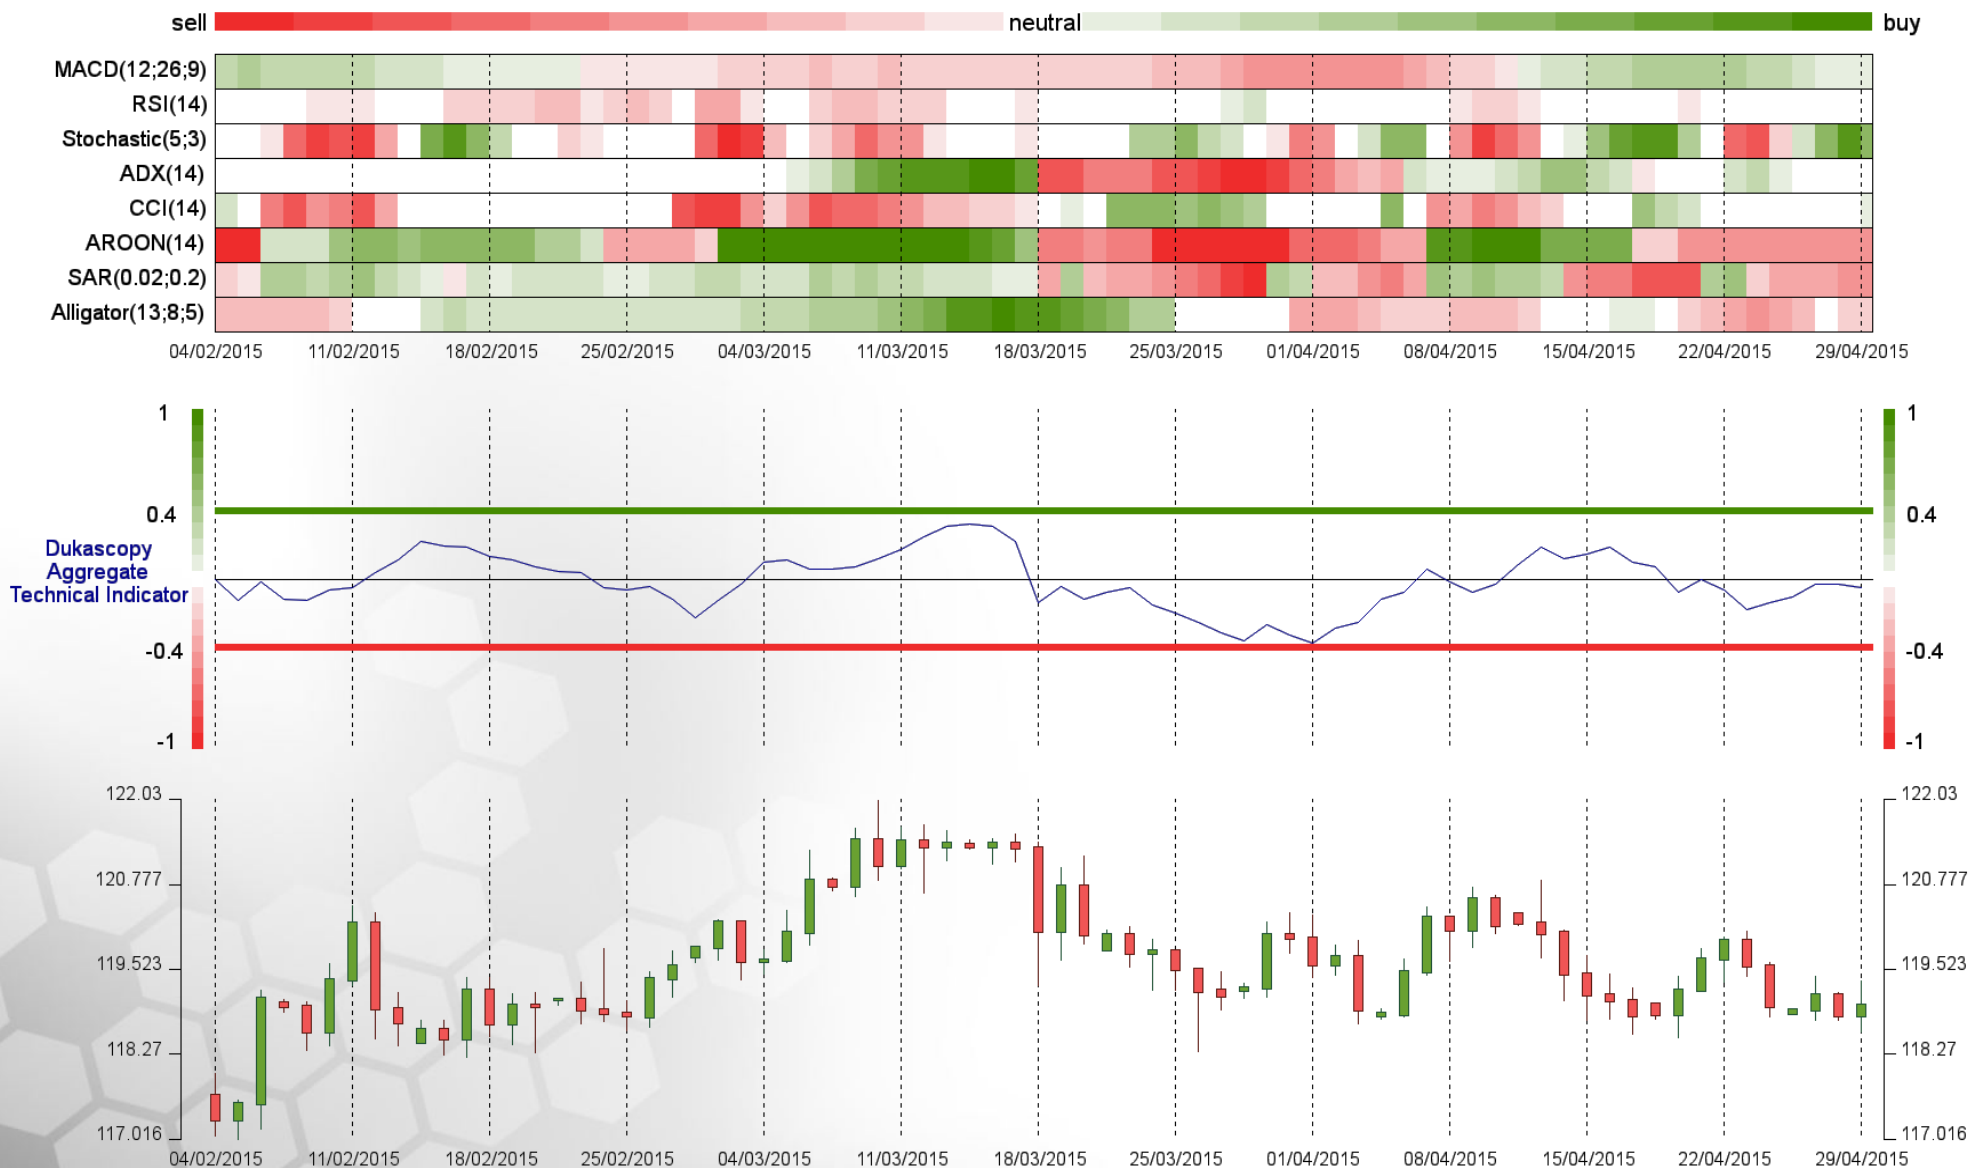 sell neutral buy
MACD(12;26;9)
RSI(14)
Stochastic(5;3)
ADX(14)
CCI(14)
AROON(14)
SAR(0.02;0.2)
Alligator(13;8;5)
04/02/2015 11/02/2015 18/02/2015 25/02/2015 04/03/2015 11/03/2015 18/03/2015 25/03/2015 01/04/2015 08/04/2015 15/04/2015 22/04/2015 29/04/2015
1 1
0.4 0.4
Dukascopy
Aggregate
Technical Indicator
-0.4 -0.4
-1 -1
122.03 122.03
120.777 120.777
119.523 119.523
118.27 118.27
117.016 117.016
04/02/2015 11/02/2015 18/02/2015 25/02/2015 04/03/2015 11/03/2015 18/03/2015 25/03/2015 01/04/2015 08/04/2015 15/04/2015 22/04/2015 29/04/2015